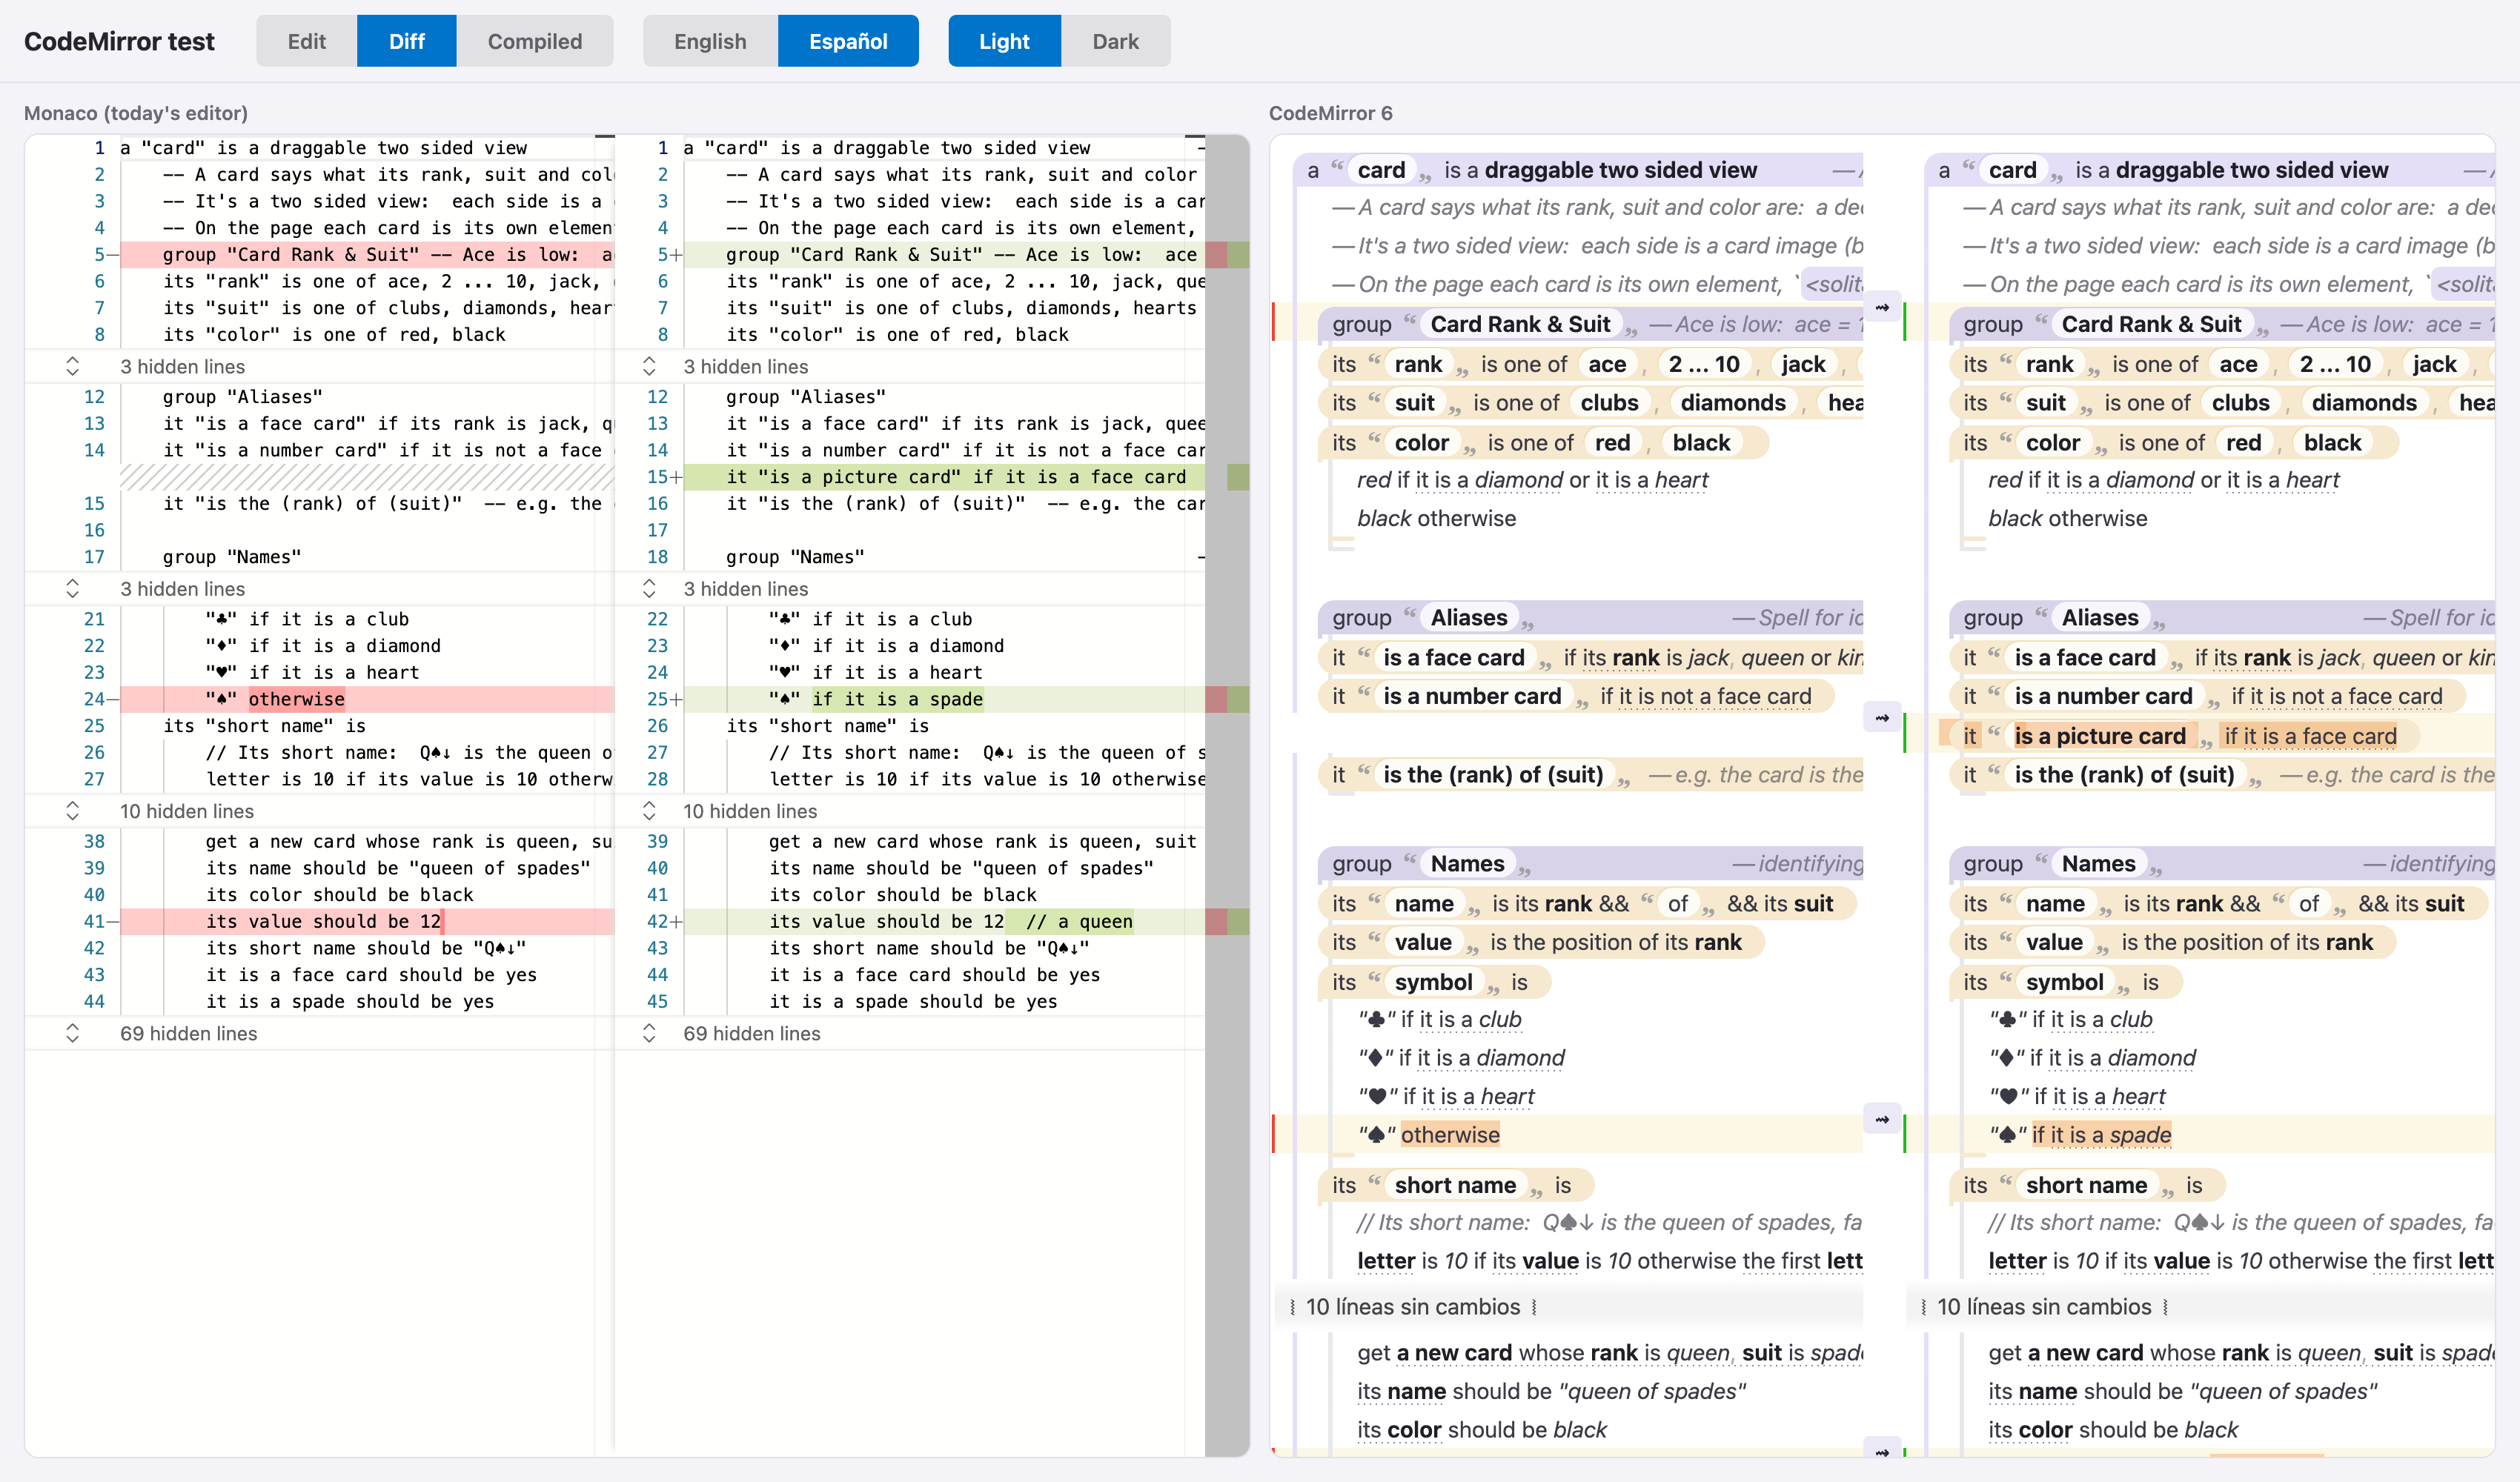 CodeMirror test Edit Diff Compiled English Español Light Dark
Monaco (today's editor)
1 a "card" is a draggable two sided view
2 -- A card says what its rank, suit and col
3 -- It's a two sided view:  each side is a
4 -- On the page each card is its own elemen
5— group "Card Rank & Suit" -- Ace is low:  a
6 its "rank" is one of ace, 2 ... 10, jack,
7 its "suit" is one of clubs, diamonds, hear
8 its "color" is one of red, black
3 hidden lines
12 group "Aliases"
13 it "is a face card" if its rank is jack, q
14 it "is a number card" if it is not a face
15 it "is the (rank) of (suit)"  -- e.g. the
16
17 group "Names"
3 hidden lines
21 "♣" if it is a club
22 "♦" if it is a diamond
23 "♥" if it is a heart
24— "♠" otherwise
25 its "short name" is
26 // Its short name:  Q♠↓ is the queen o
27 letter is 10 if its value is 10 otherw
10 hidden lines
38 get a new card whose rank is queen, su
39 its name should be "queen of spades"
40 its color should be black
41— its value should be 12
42 its short name should be "Q♠↓"
43 it is a face card should be yes
44 it is a spade should be yes
69 hidden lines
1 a "card" is a draggable two sided view
2 -- A card says what its rank, suit and color
3 -- It's a two sided view:  each side is a car
4 -- On the page each card is its own element,
5+ group "Card Rank & Suit" -- Ace is low:  ace
6 its "rank" is one of ace, 2 ... 10, jack, que
7 its "suit" is one of clubs, diamonds, hearts
8 its "color" is one of red, black
3 hidden lines
12 group "Aliases"
13 it "is a face card" if its rank is jack, quee
14 it "is a number card" if it is not a face car
15+ it "is a picture card" if it is a face card
16 it "is the (rank) of (suit)"  -- e.g. the car
17
18 group "Names"
3 hidden lines
22 "♣" if it is a club
23 "♦" if it is a diamond
24 "♥" if it is a heart
25+ "♠" if it is a spade
26 its "short name" is
27 // Its short name:  Q♠↓ is the queen of s
28 letter is 10 if its value is 10 otherwise
10 hidden lines
39 get a new card whose rank is queen, suit
40 its name should be "queen of spades"
41 its color should be black
42+ its value should be 12  // a queen
43 its short name should be "Q♠↓"
44 it is a face card should be yes
45 it is a spade should be yes
69 hidden lines
CodeMirror 6
a “ card „ is a draggable two sided view —
— A card says what its rank, suit and color are:  a de
— It's a two sided view:  each side is a card image (b
— On the page each card is its own element, `<solit
group “ Card Rank & Suit „ — Ace is low:  ace = 1
its “ rank „ is one of ace , 2 ... 10 , jack ,
its “ suit „ is one of clubs , diamonds , hea
its “ color „ is one of red , black
red if it is a diamond or it is a heart
black otherwise
group “ Aliases „ — Spell for ic
it “ is a face card „ if its rank is jack, queen or kin
it “ is a number card „ if it is not a face card
it “ is the (rank) of (suit) „ — e.g. the card is the
group “ Names „ — identifying
its “ name „ is its rank && “ of „ && its suit
its “ value „ is the position of its rank
its “ symbol „ is
"♣" if it is a club
"♦" if it is a diamond
"♥" if it is a heart
"♠" otherwise
its “ short name „ is
// Its short name:  Q♠↓ is the queen of spades, fa
letter is 10 if its value is 10 otherwise the first lett
10 líneas sin cambios
get a new card whose rank is queen, suit is spad
its name should be "queen of spades"
its color should be black
a “ card „ is a draggable two sided view —
— A card says what its rank, suit and color are:  a de
— It's a two sided view:  each side is a card image (b
— On the page each card is its own element, `<solit
group “ Card Rank & Suit „ — Ace is low:  ace = 1
its “ rank „ is one of ace , 2 ... 10 , jack ,
its “ suit „ is one of clubs , diamonds , hea
its “ color „ is one of red , black
red if it is a diamond or it is a heart
black otherwise
group “ Aliases „ — Spell for ic
it “ is a face card „ if its rank is jack, queen or kin
it “ is a number card „ if it is not a face card
it “ is a picture card „ if it is a face card
it “ is the (rank) of (suit) „ — e.g. the card is the
group “ Names „ — identifying
its “ name „ is its rank && “ of „ && its suit
its “ value „ is the position of its rank
its “ symbol „ is
"♣" if it is a club
"♦" if it is a diamond
"♥" if it is a heart
"♠" if it is a spade
its “ short name „ is
// Its short name:  Q♠↓ is the queen of spades, fa
letter is 10 if its value is 10 otherwise the first lett
10 líneas sin cambios
get a new card whose rank is queen, suit is spad
its name should be "queen of spades"
its color should be black